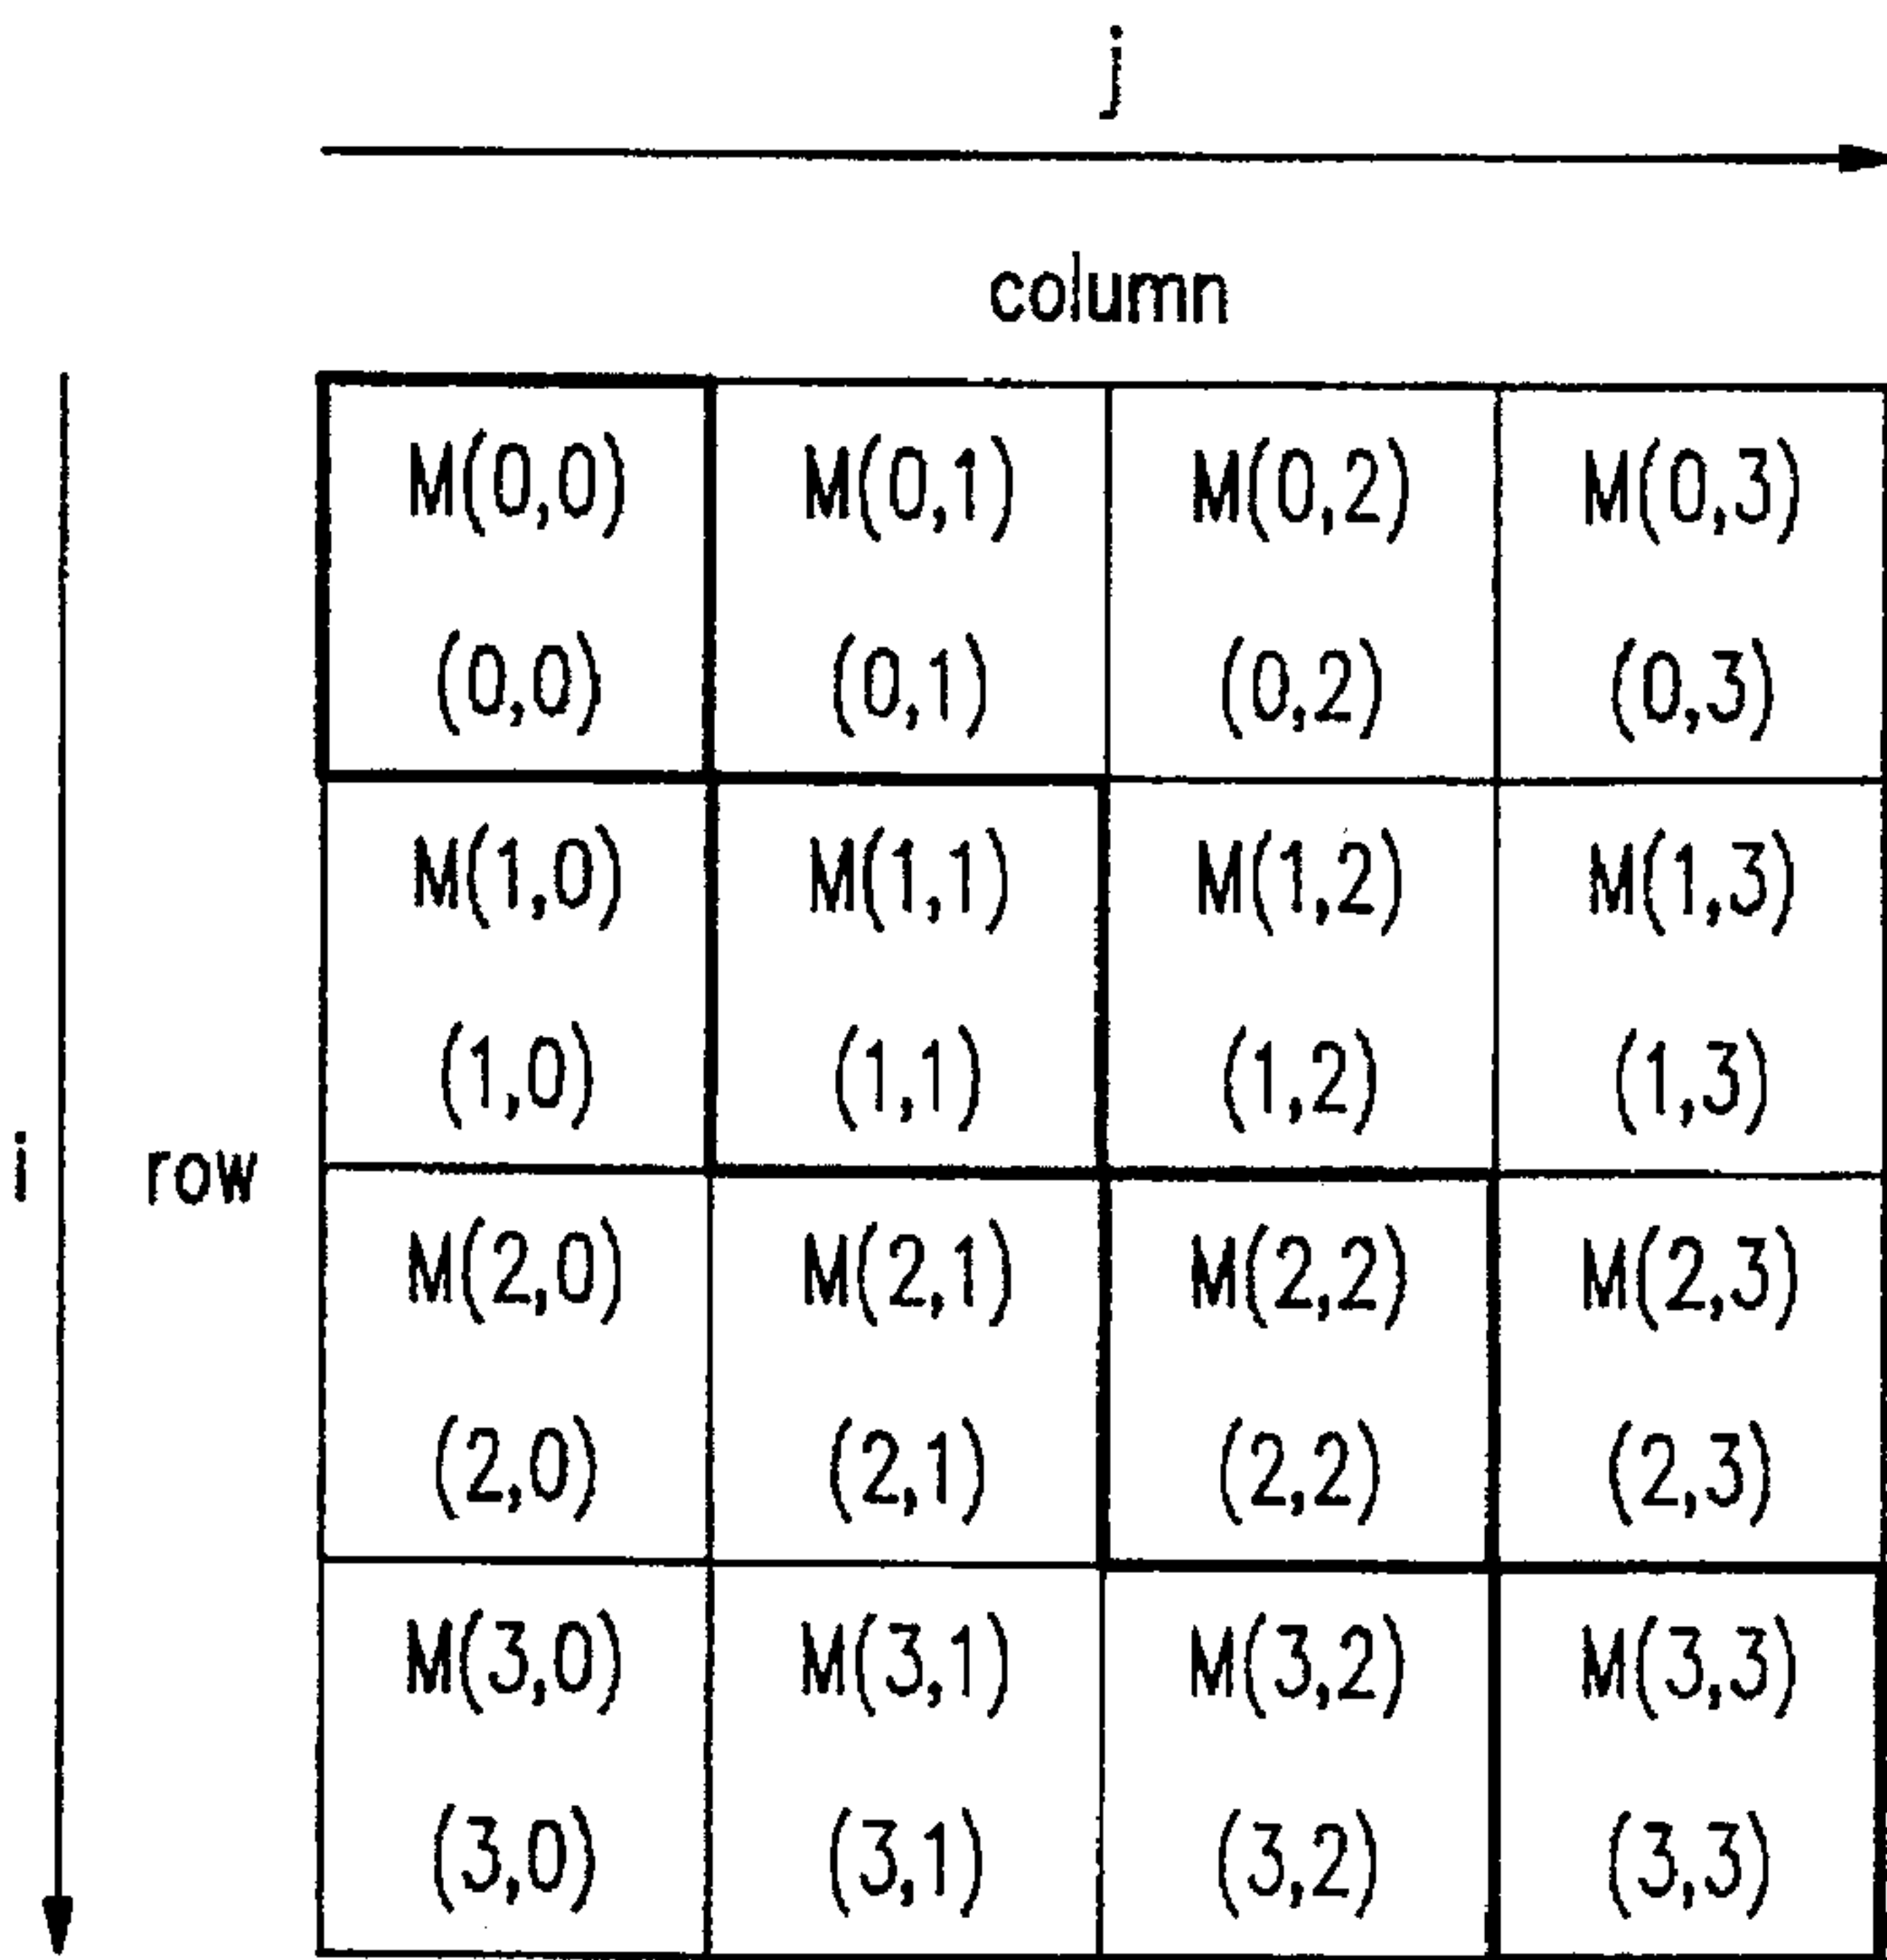 j
column
M(0,0) M(0,1) M(0,2) M(0,3)
(0,0) (0,1) (0,2) (0,3)
M(1,0) M(1,1) M(1,2) M(1,3)
(1,0) (1,1) (1,2) (1,3)
i row
M(2,0) M(2,1) M(2,2) M(2,3)
(2,0) (2,1) (2,2) (2,3)
M(3,0) M(3,1) M(3,2) M(3,3)
(3,0) (3,1) (3,2) (3,3)